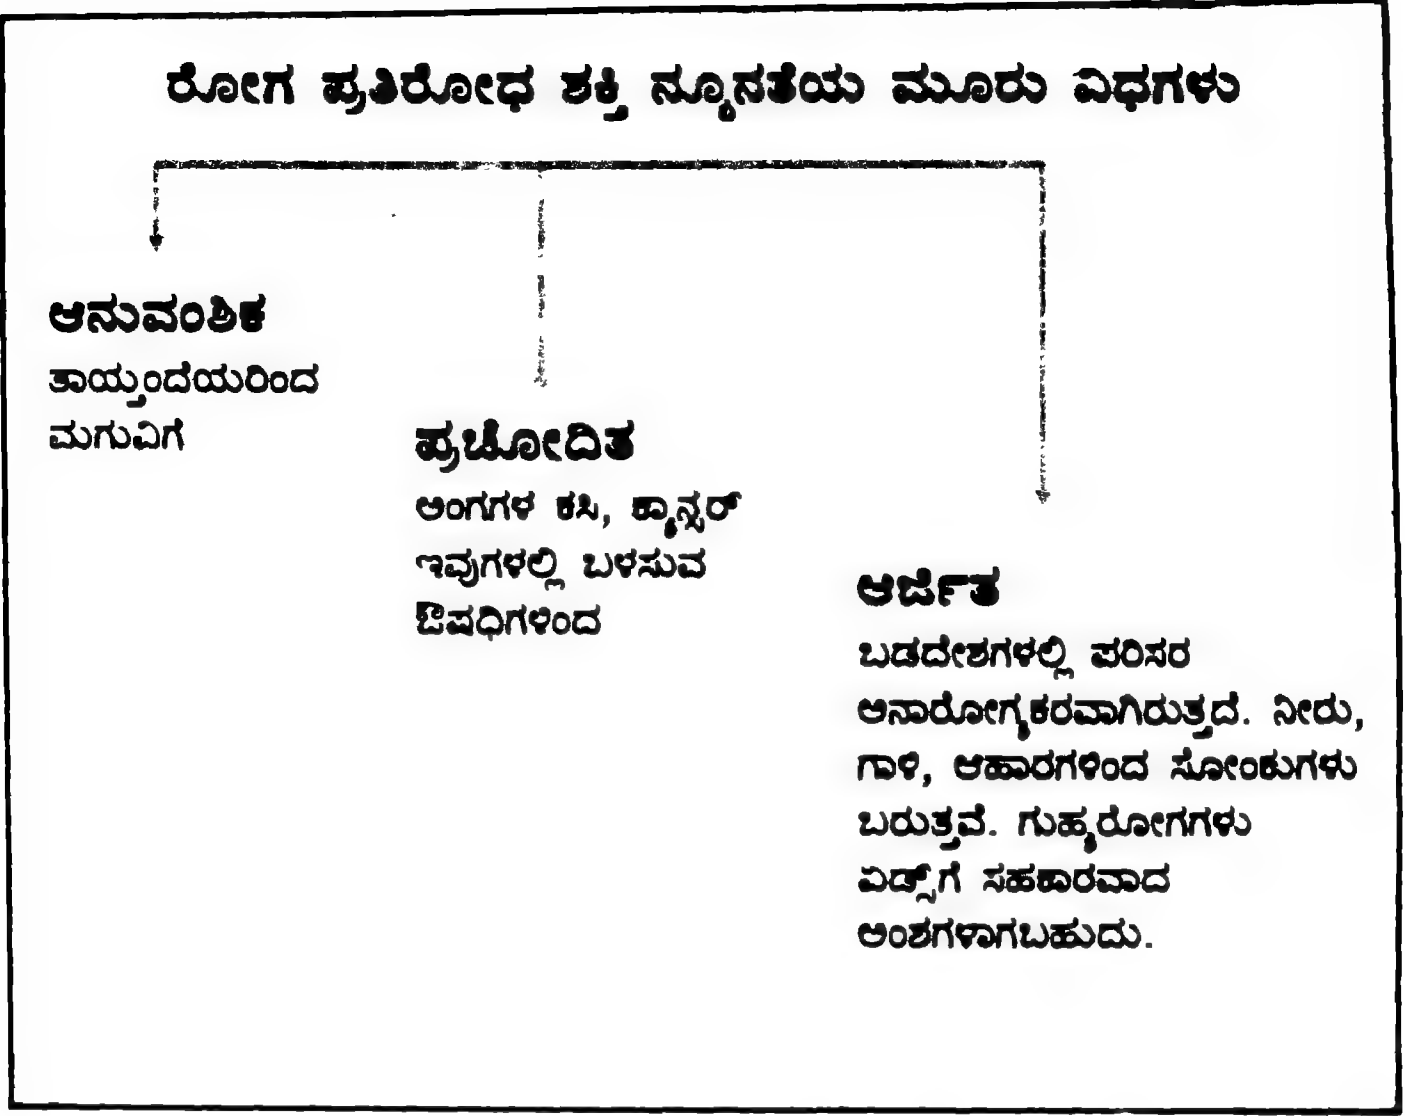 ರೋಗ ಪ್ರತಿರೋಧ ಶಕ್ತಿ ನ್ಯೂನತೆಯ ಮೂರು ವಿಧಗಳು
ಆನುವಂಶಿಕ
ತಾಯ್ತಂದೆಯರಿಂದ
ಮಗುವಿಗೆ
ಪ್ರಚೋದಿತ
ಅಂಗಗಳ ಕಸಿ, ಕ್ಯಾನ್ಸರ್
ಇವುಗಳಲ್ಲಿ ಬಳಸುವ
ಔಷಧಿಗಳಿಂದ
ಆರ್ಜಿತ
ಬಡದೇಶಗಳಲ್ಲಿ ಪರಿಸರ
ಅನಾರೋಗ್ಯಕರವಾಗಿರುತ್ತದೆ. ನೀರು,
ಗಾಳಿ, ಆಹಾರಗಳಿಂದ ಸೋಂಕುಗಳು
ಬರುತ್ತವೆ. ಗುಹ್ಯರೋಗಗಳು
ಏಡ್ಸ್‌ಗೆ ಸಹಕಾರವಾದ
ಅಂಶಗಳಾಗಬಹುದು.